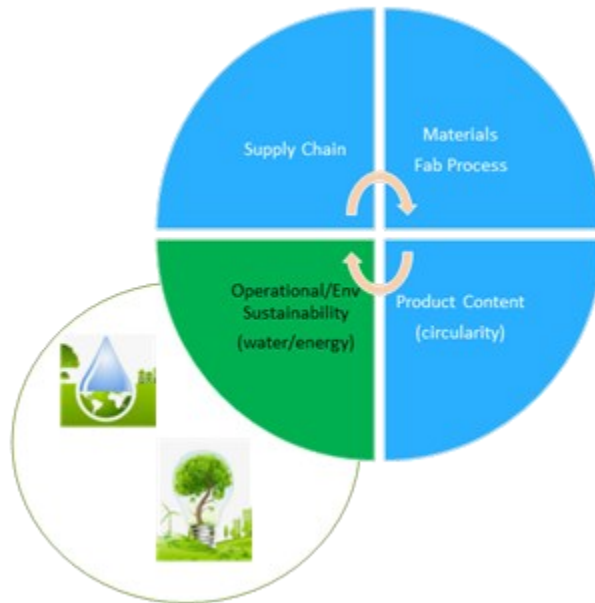 Supply Chain
Materials
Fab Process
Operational/Env
Sustainability
(water/energy)
Product Content
(circularity)